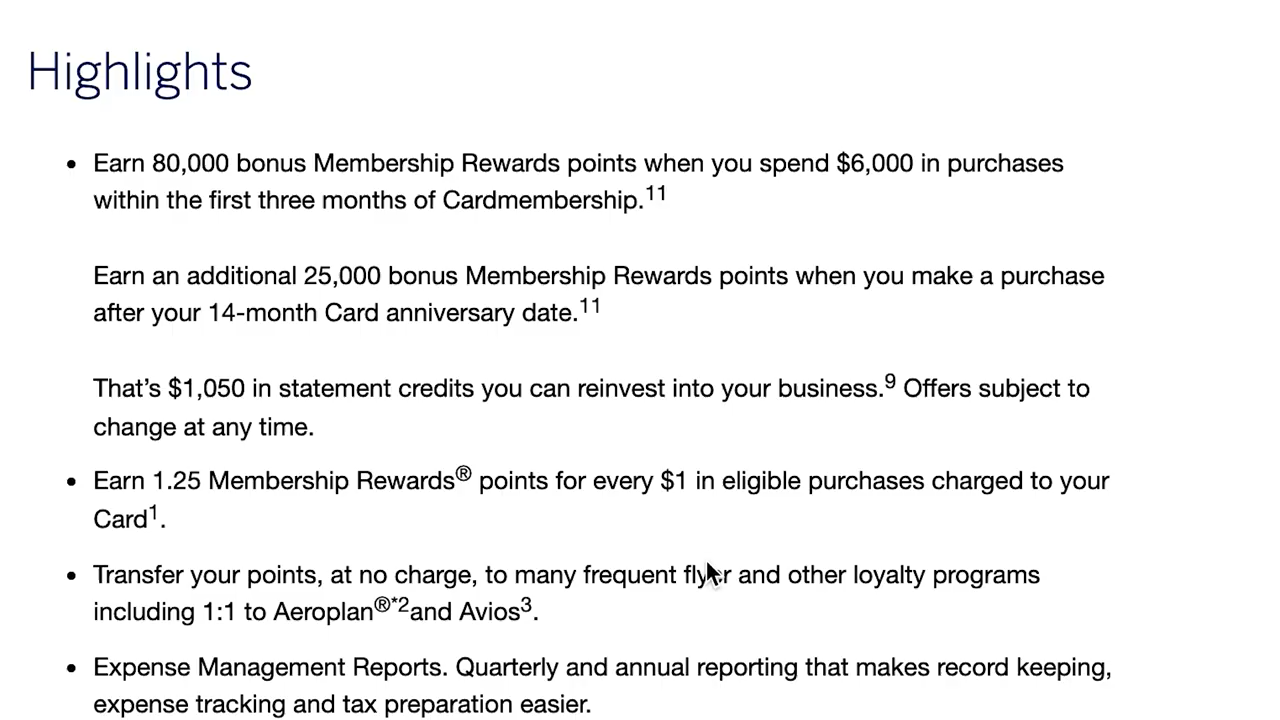 Highlights
• Earn 80,000 bonus Membership Rewards points when you spend $6,000 in purchases
within the first three months of Cardmembership.11
Earn an additional 25,000 bonus Membership Rewards points when you make a purchase
after your 14-month Card anniversary date.11
That’s $1,050 in statement credits you can reinvest into your business.9 Offers subject to
change at any time.
• Earn 1.25 Membership Rewards® points for every $1 in eligible purchases charged to your
Card1.
• Transfer your points, at no charge, to many frequent flyer and other loyalty programs
including 1:1 to Aeroplan®*2and Avios3.
• Expense Management Reports. Quarterly and annual reporting that makes record keeping,
expense tracking and tax preparation easier.